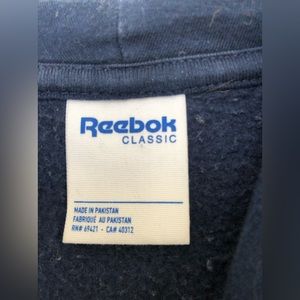 Reebok
CLASSIC
MADE IN PAKISTAN
FABRIQUÉ AU PAKISTAN
RN# 69421 - CA# 40312